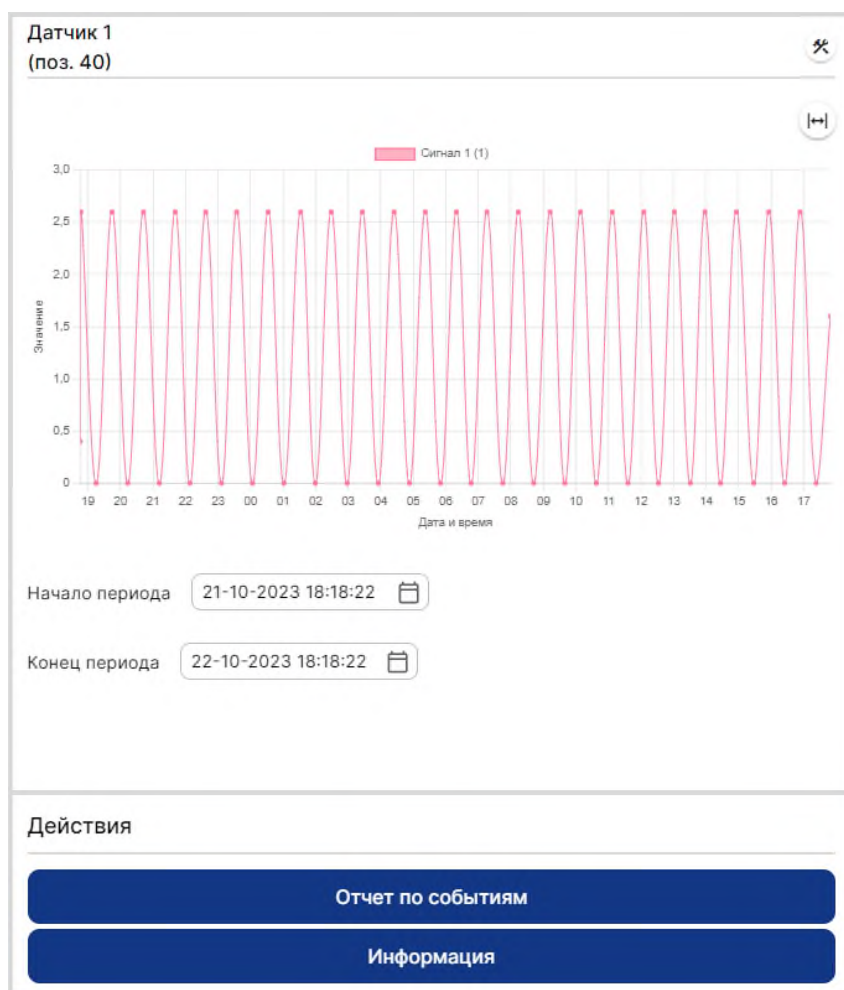 Датчик 1
(поз. 40)
Сигнал 1 (1)
3,0
2,5
2,0
1,5
1,0
0,5
0
Значение
19 20 21 22 23 00 01 02 03 04 05 06 07 08 09 10 11 12 13 14 15 16 17
Дата и время
Начало периода 21-10-2023 18:18:22
Конец периода 22-10-2023 18:18:22
Действия
Отчет по событиям
Информация